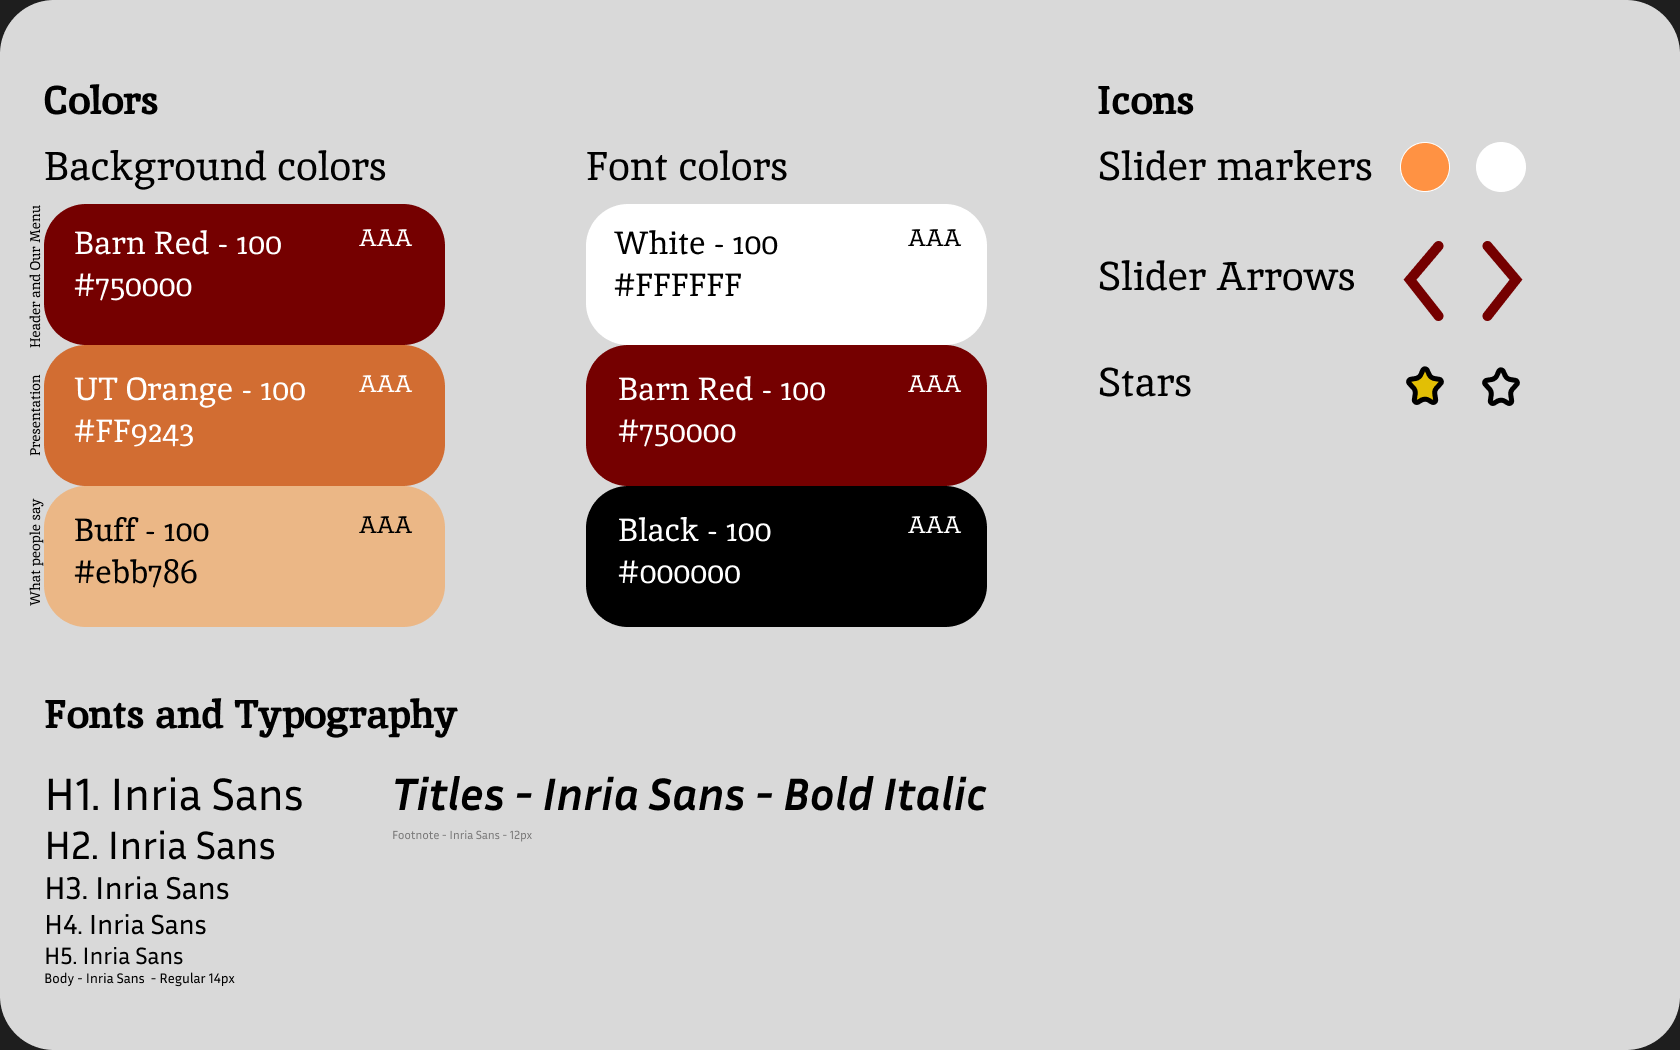 Colors
Background colors
Header and Our Menu
Barn Red - 100
AAA
#750000
Presentation
UT Orange - 100
AAA
#FF9243
What people say
Buff - 100
AAA
#ebb786
Font colors
White - 100
AAA
#FFFFFF
Barn Red - 100
AAA
#750000
Black - 100
AAA
#000000
Icons
Slider markers
Slider Arrows
Stars
Fonts and Typography
H1. Inria Sans
H2. Inria Sans
H3. Inria Sans
H4. Inria Sans
H5. Inria Sans
Body - Inria Sans - Regular 14px
Titles - Inria Sans - Bold Italic
Footnote - Inria Sans - 12px